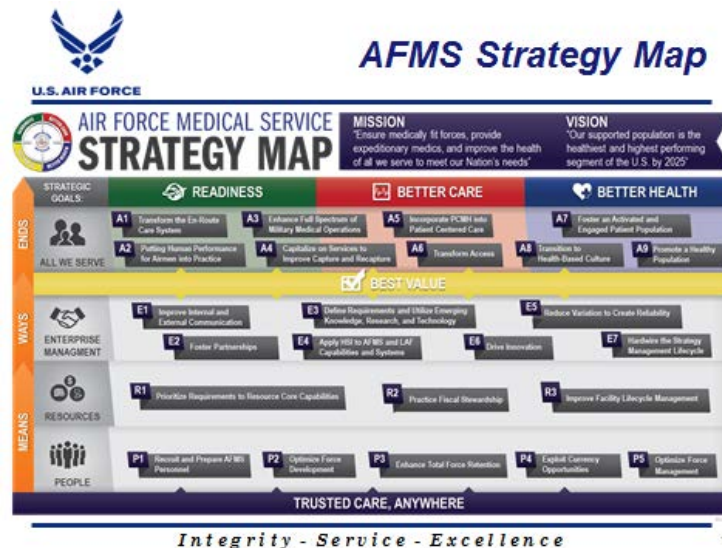 AFMS Strategy Map
U.S. AIR FORCE
AIR FORCE MEDICAL SERVICE
STRATEGY MAP
MISSION
"Ensure medically fit forces, provide
expeditionary medics, and improve the health
of all we serve to meet our Nation's needs"
VISION
"Our supported population is the
healthiest and highest performing
segment of the U.S. by 2025"
STRATEGIC
GOALS:
READINESS
BETTER CARE
BETTER HEALTH
ENDS
ALL WE SERVE
A1 Transform the En-Route
Care System
A3 Enhance Full Spectrum of
Military Medical Operations
A5 Incorporate PCMH into
Patient Centered Care
A7 Foster an Activated and
Engaged Patient Population
A2 Putting Human Performance
for Airmen into Practice
A4 Capitalize on Services to
Improve Capture and Recapture
A6 Transform Access
A8 Transition to
Health-Based Culture
A9 Promote a Healthy
Population
BEST VALUE
WAYS
ENTERPRISE
MANAGMENT
E1 Improve Internal and
External Communication
E3 Define Requirements and Utilize Emerging
Knowledge, Research, and Technology
E5 Reduce Variation to Create Reliability
E2 Foster Partnerships
E4 Apply HSI to AFMS and LAF
Capabilities and Systems
E6 Drive Innovation
E7 Hardwire the Strategy
Management Lifecycle
MEANS
RESOURCES
R1 Prioritize Requirements to Resource Core Capabilities
R2 Practice Fiscal Stewardship
R3 Improve Facility Lifecycle Management
PEOPLE
P1 Recruit and Prepare AFMS
Personnel
P2 Optimize Force
Development
P3 Enhance Total Force Retention
P4 Exploit Currency
Opportunities
P5 Optimize Force
Management
TRUSTED CARE, ANYWHERE
Integrity - Service - Excellence